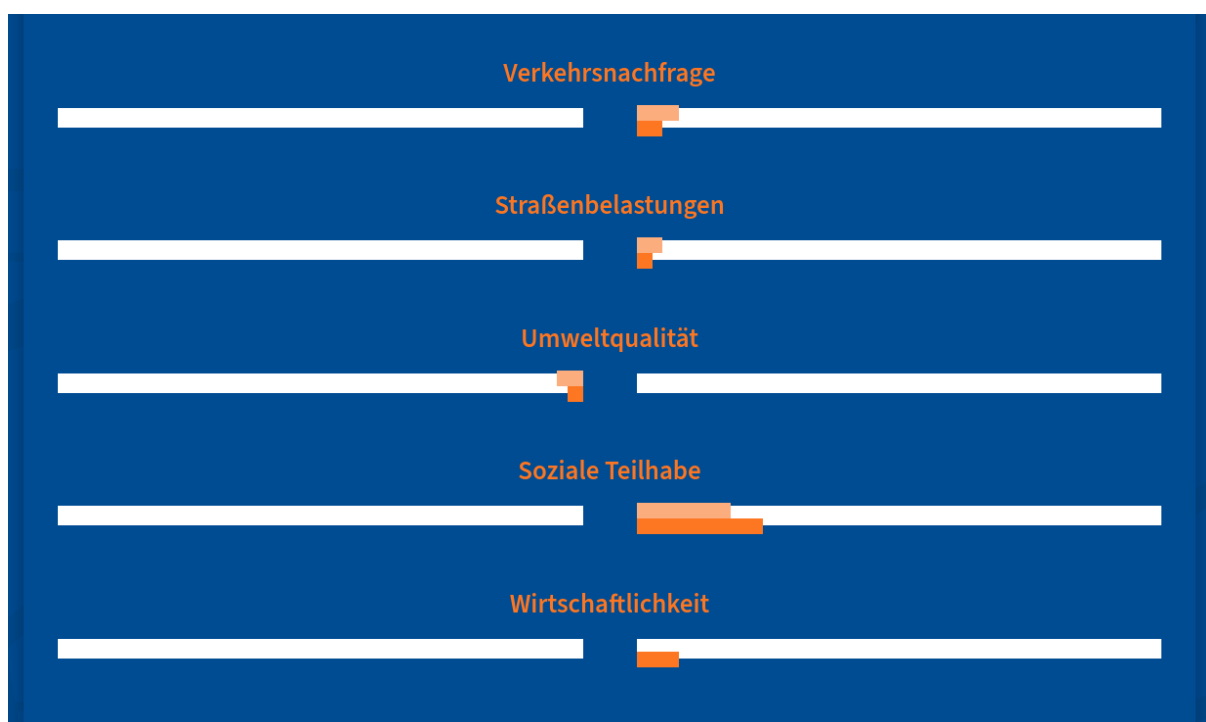 Verkehrsnachfrage
Straßenbelastungen
Umweltqualität
Soziale Teilhabe
Wirtschaftlichkeit